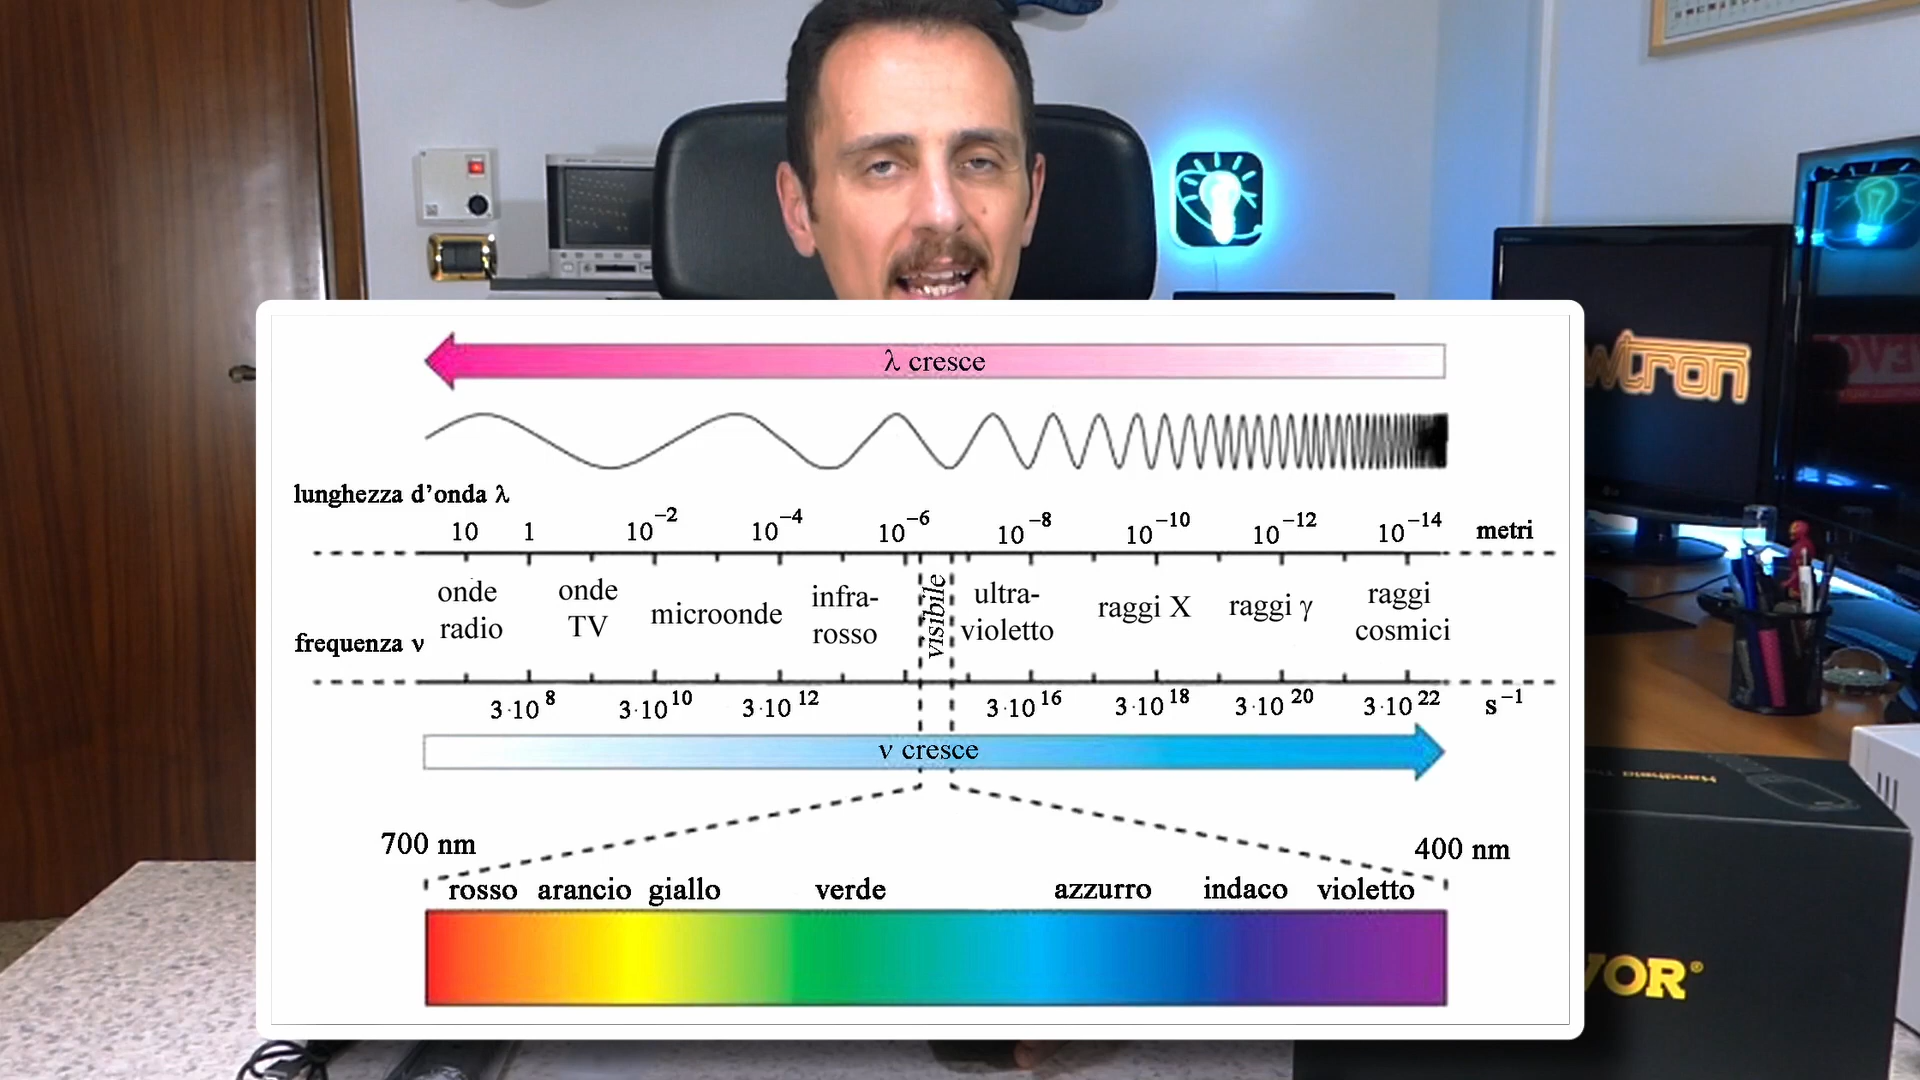 λ cresce
lunghezza d’onda λ
10 1 10⁻² 10⁻⁴ 10⁻⁶ 10⁻⁸ 10⁻¹⁰ 10⁻¹² 10⁻¹⁴ metri
onde radio
onde TV
microonde
infra-rosso
visibile
ultra-violetto
raggi X
raggi γ
raggi cosmici
frequenza ν
3·10⁸ 3·10¹⁰ 3·10¹² 3·10¹⁶ 3·10¹⁸ 3·10²⁰ 3·10²² s⁻¹
ν cresce
700 nm
400 nm
rosso arancio giallo verde azzurro indaco violetto
wtron
VOR®